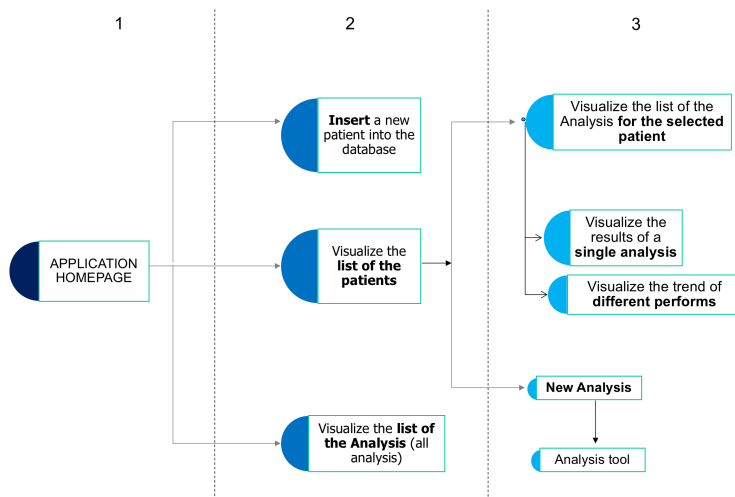 1
2
3
APPLICATION
HOMEPAGE
Insert a new
patient into the
database
Visualize the
list of the
patients
Visualize the list of
the Analysis (all
analysis)
Visualize the list of the
Analysis for the selected
patient
Visualize the
results of a
single analysis
Visualize the trend of
different performs
New Analysis
Analysis tool